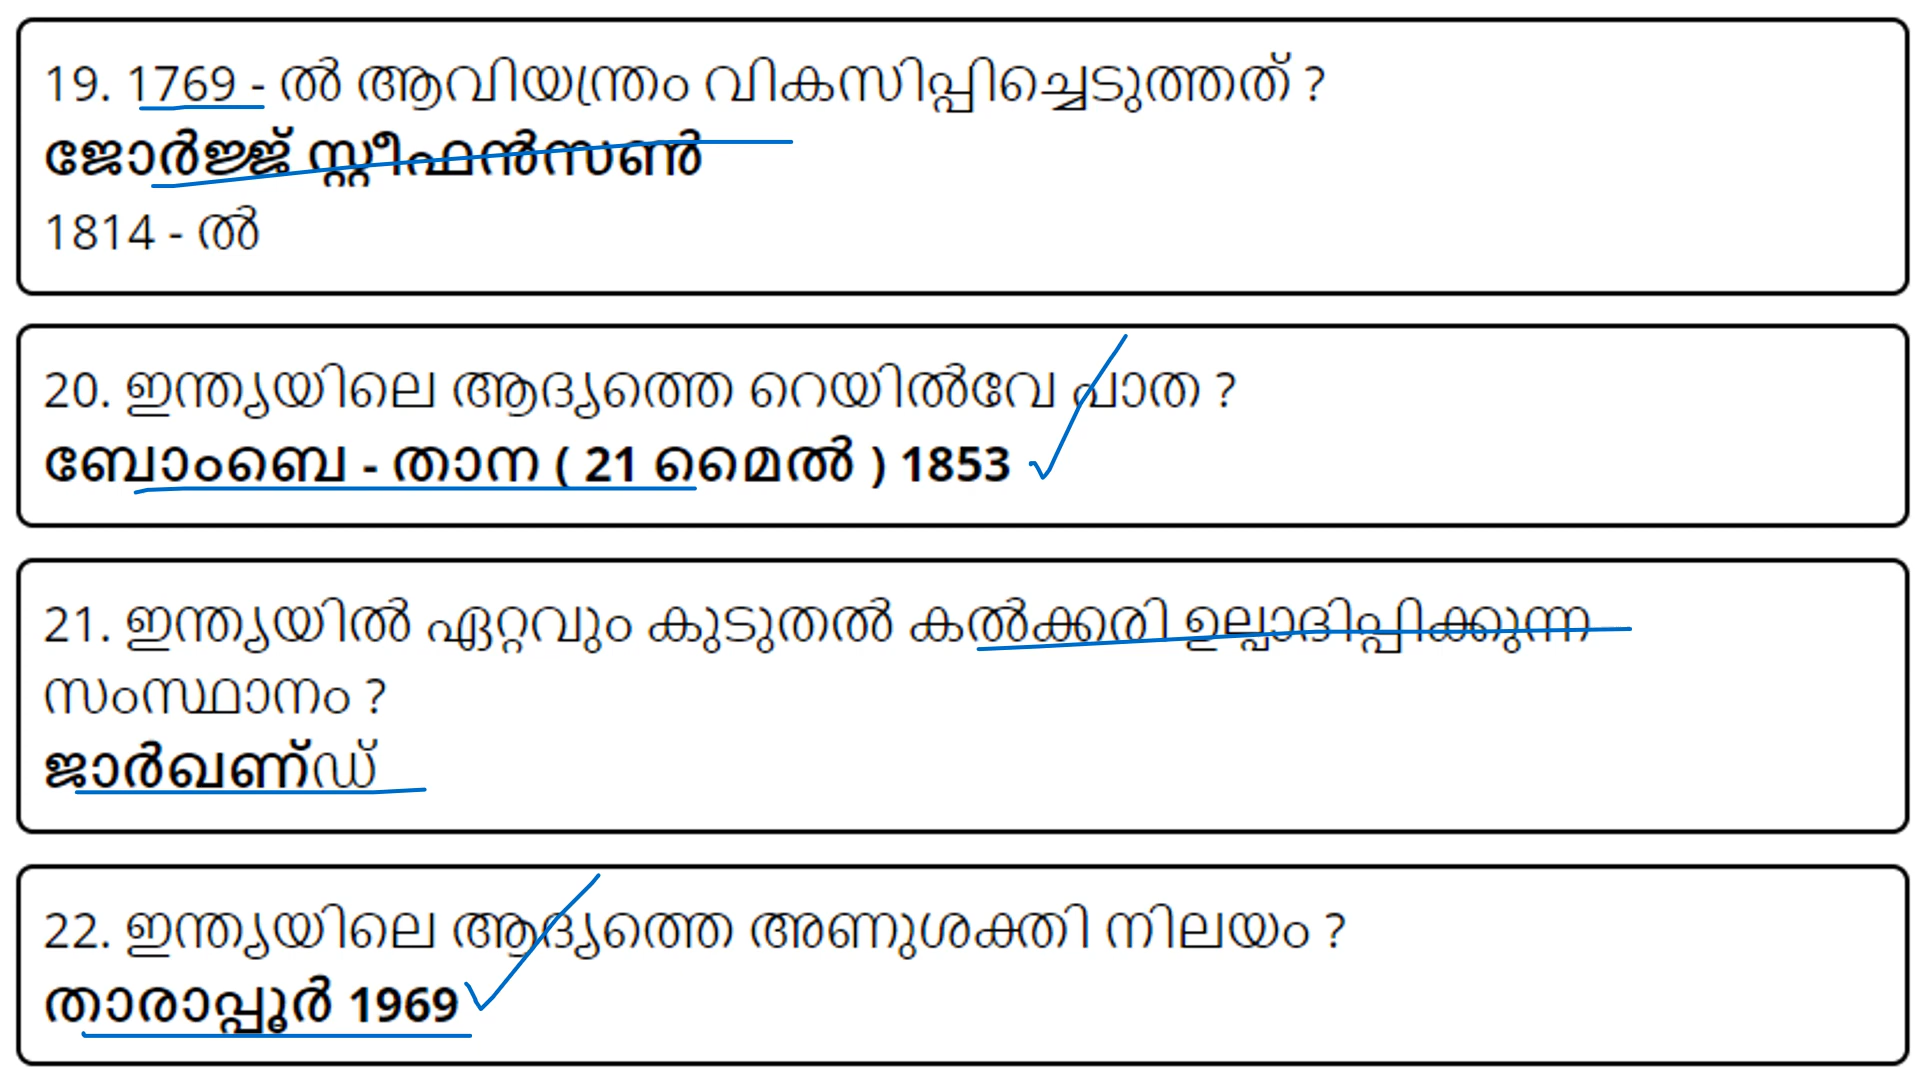 19. 1769 - ൽ ആവിയന്ത്രം വികസിപ്പിച്ചെടുത്തത് ?
ജോർജ്ജ് സ്റ്റീഫൻസൺ
1814 - ൽ
20. ഇന്ത്യയിലെ ആദ്യത്തെ റെയിൽവേ പാത ?
ബോംബെ - താന ( 21 മൈൽ ) 1853
21. ഇന്ത്യയിൽ ഏറ്റവും കുടുതൽ കൽക്കരി ഉല്പാദിപ്പിക്കുന്ന
സംസ്ഥാനം ?
ജാർഖണ്ഡ്
22. ഇന്ത്യയിലെ ആദ്യത്തെ അണുശക്തി നിലയം ?
താരാപ്പൂർ 1969